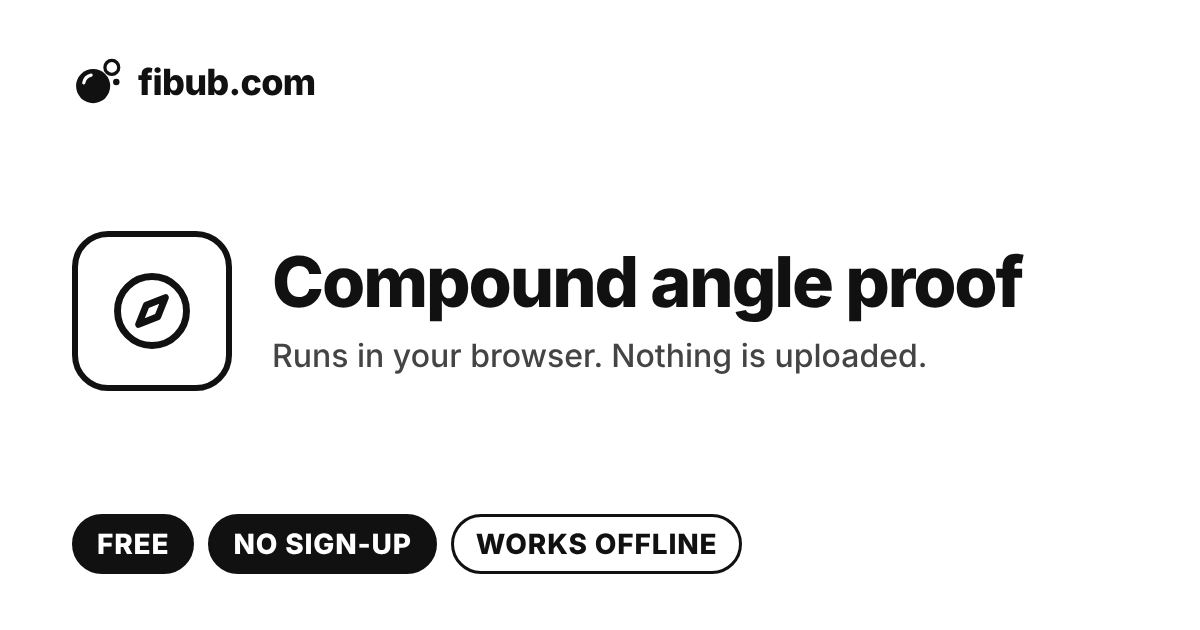 fibub.com
Compound angle proof
Runs in your browser. Nothing is uploaded.
FREE
NO SIGN-UP
WORKS OFFLINE